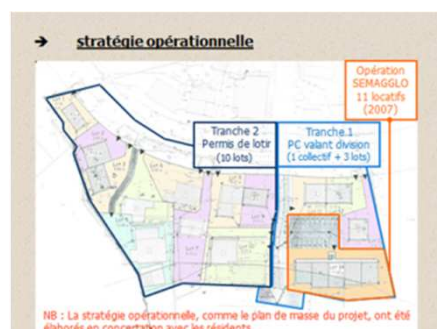 → stratégie opérationnelle
Opération
SEMAGGLO
11 locatifs
(2007)
Tranche 2
Permis de lotir
(10 lots)
Tranche 1
PC valant division
(1 collectif + 3 lots)
NB : La stratégie opérationnelle, comme le plan de masse du projet, ont été
élaborés en concertation avec les résidents